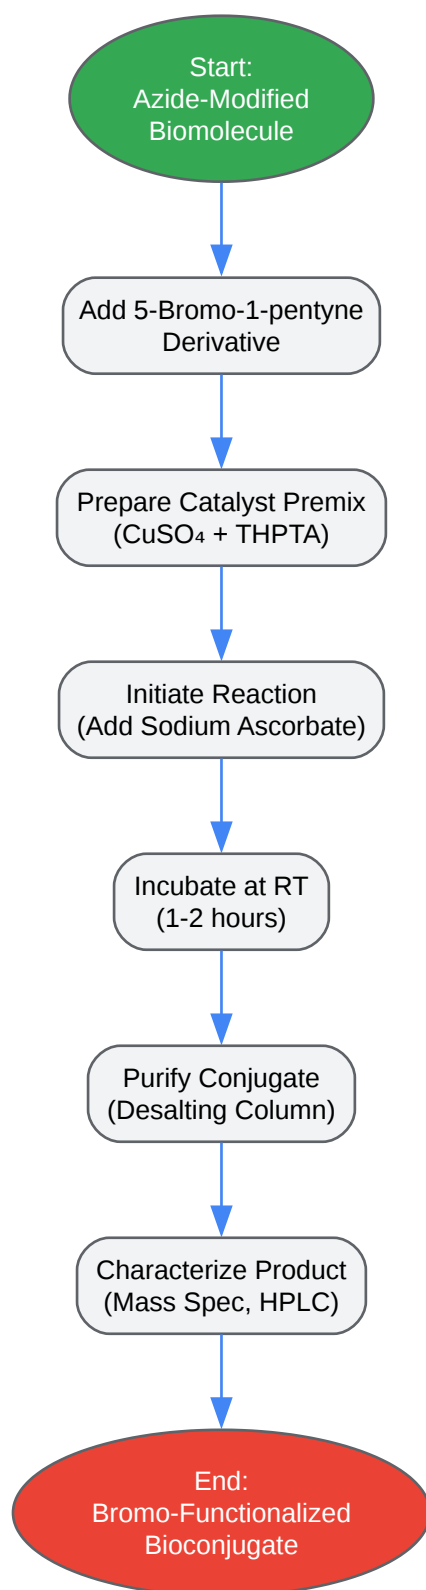 Start:
Azide-Modified
Biomolecule
Add 5-Bromo-1-pentyne
Derivative
Prepare Catalyst Premix
(CuSO₄ + THPTA)
Initiate Reaction
(Add Sodium Ascorbate)
Incubate at RT
(1-2 hours)
Purify Conjugate
(Desalting Column)
Characterize Product
(Mass Spec, HPLC)
End:
Bromo-Functionalized
Bioconjugate